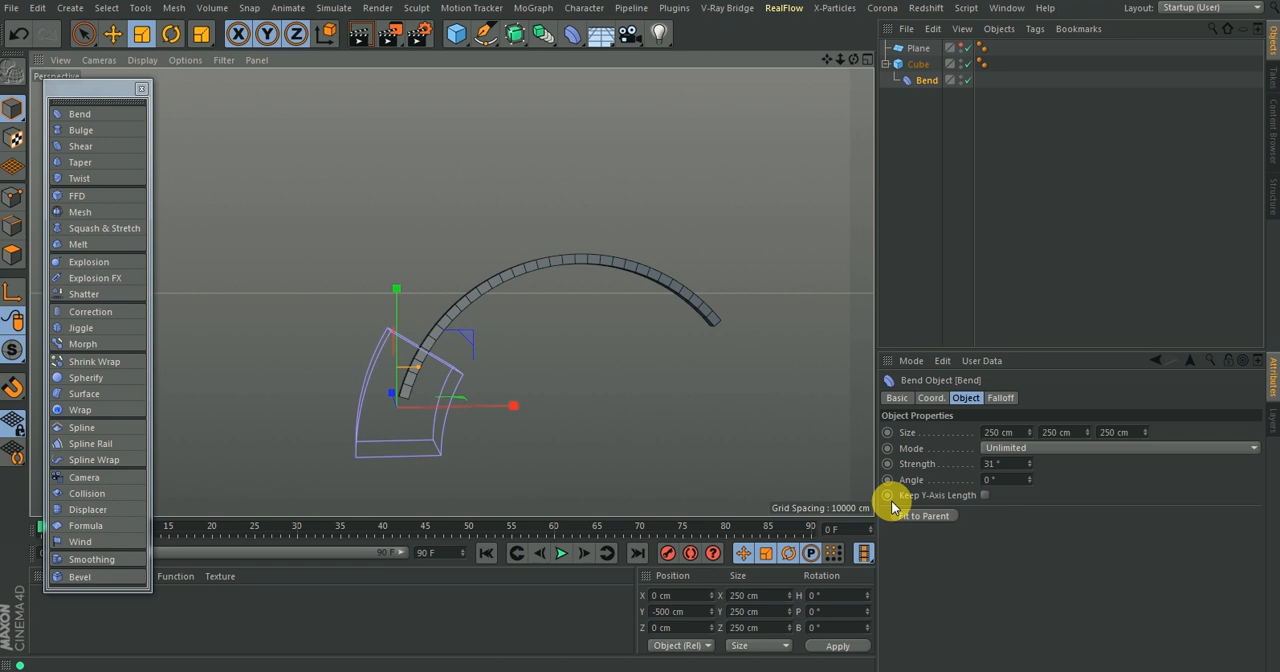 File Edit Create Select Tools Mesh Volume Snap Animate Simulate Render Sculpt Motion Tracker MoGraph Character Pipeline Plugins V-Ray Bridge RealFlow X-Particles Corona Redshift Script Window Help Layout: Startup (User)
File Edit View Objects Tags Bookmarks
View Cameras Display Options Filter Panel
Perspective
Plane
Cube
Bend
Objects
Takes
Content Browser
Structure
Bend
Bulge
Shear
Taper
Twist
FFD
Mesh
Squash & Stretch
Melt
Explosion
Explosion FX
Shatter
Correction
Jiggle
Morph
Shrink Wrap
Spherify
Surface
Wrap
Spline
Spline Rail
Spline Wrap
Camera
Collision
Displacer
Formula
Wind
Smoothing
Bevel
Mode Edit User Data
Bend Object [Bend]
Basic Coord. Object Falloff
Object Properties
Size 250 cm 250 cm 250 cm
Mode Unlimited
Strength 31 °
Angle 0 °
Keep Y-Axis Length
to Parent
Attributes
Layers
Grid Spacing : 10000 cm
15 20 25 30 35 40 45 50 55 60 65 70 75 80 85 90 0 F
90 F 90 F
Function Texture
Position Size Rotation
X 0 cm X 250 cm H 0 °
Y -500 cm Y 250 cm P 0 °
Z 0 cm Z 250 cm B 0 °
Object (Rel) Size Apply
MAXON
CINEMA 4D